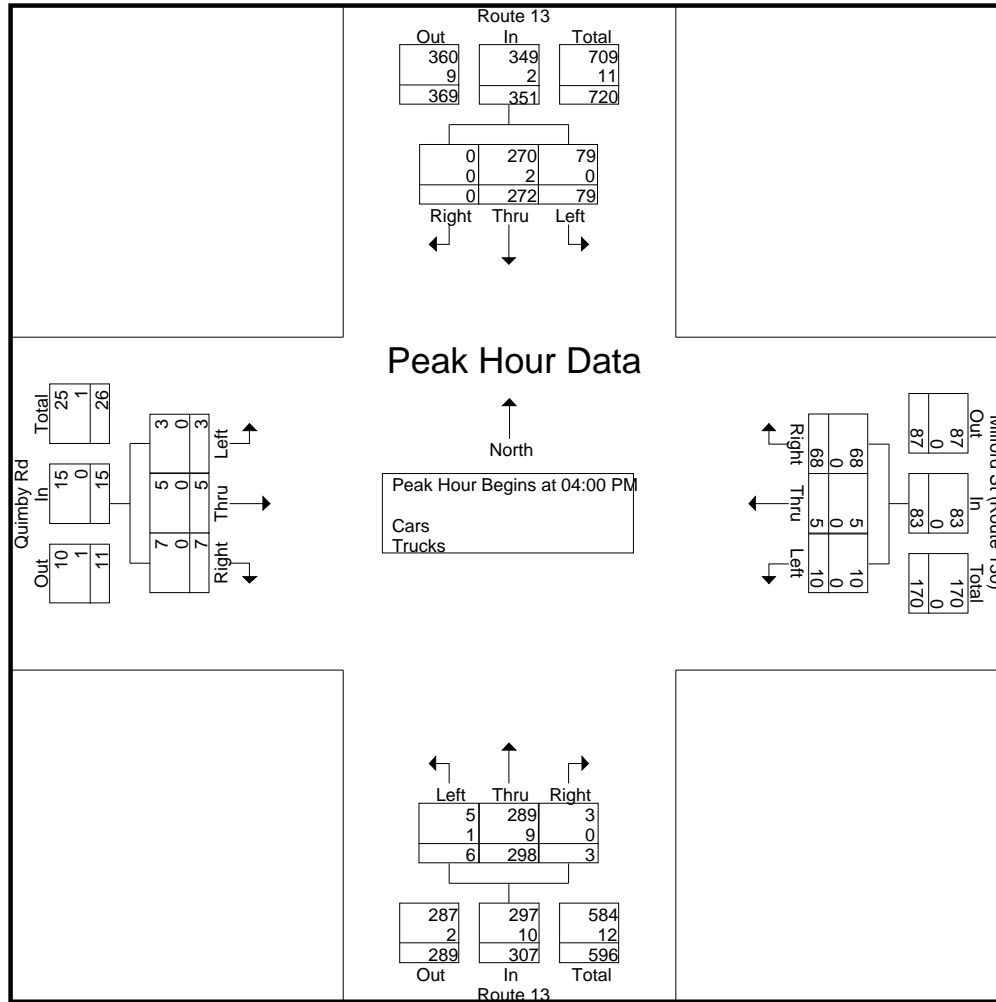 Route 13
Out In Total
360 349 709
9 2 11
369 351 720
0 270 79
0 2 0
0 272 79
Right Thru Left
Peak Hour Data
North
Peak Hour Begins at 04:00 PM
Cars
Trucks
Quimby Rd
Total In Out
25 15 10
1 0 1
26 15 11
3 5 7
0 0 0
3 5 7
Left Thru Right
Out In Total
87 83 170
0 0 0
87 83 170
68 5 10
0 0 0
68 5 10
Right Thru Left
Left Thru Right
5 289 3
1 9 0
6 298 3
287 297 584
2 10 12
289 307 596
Out In Total
Route 13